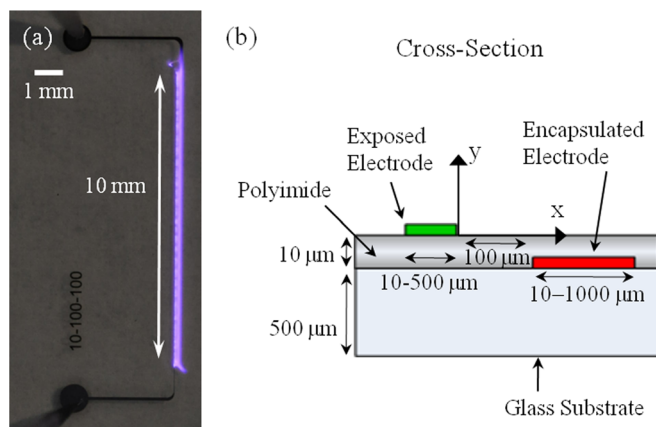 (a)
1 mm
10 mm
10-100-100
(b)
Cross-Section
Exposed
Electrode
Encapsulated
Electrode
y
x
Polyimide
10 μm
100 μm
10-500 μm
10–1000 μm
500 μm
Glass Substrate